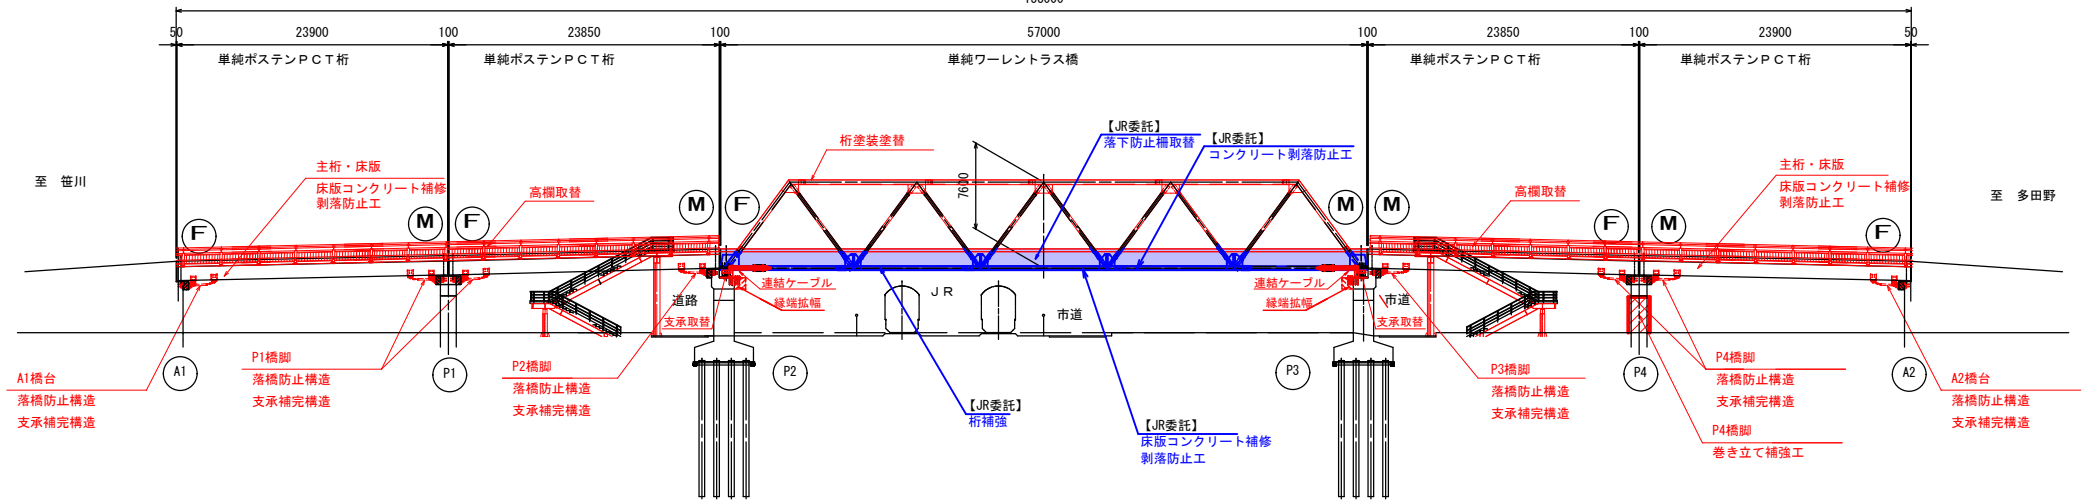 50
23900
100
23850
100
57000
100
23850
100
23900
50
単純ポステンPCT桁
単純ポステンPCT桁
単純ワーレントラス橋
単純ポステンPCT桁
単純ポステンPCT桁
【JR委託】
落下防止柵取替
【JR委託】
コンクリート剥落防止工
桁塗装塗替
7600
主桁・床版
床版コンクリート補修
剥落防止工
高欄取替
至 笹川
主桁・床版
床版コンクリート補修
剥落防止工
高欄取替
至 多田野
F
M
F
M
F
M
M
F
M
F
連結ケーブル
縁端拡幅
道路
支承取替
JR
市道
連結ケーブル
縁端拡幅
市道
支承取替
A1
P1
P2
P3
P4
A2
A1橋台
落橋防止構造
支承補完構造
P1橋脚
落橋防止構造
支承補完構造
P2橋脚
落橋防止構造
支承補完構造
【JR委託】
桁補強
【JR委託】
床版コンクリート補修
剥落防止工
P3橋脚
落橋防止構造
支承補完構造
P4橋脚
落橋防止構造
支承補完構造
P4橋脚
巻き立て補強工
A2橋台
落橋防止構造
支承補完構造